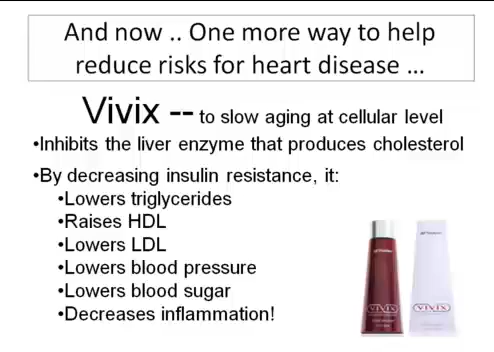 And now .. One more way to help
reduce risks for heart disease ...
Vivix -- to slow aging at cellular level
•Inhibits the liver enzyme that produces cholesterol
•By decreasing insulin resistance, it:
•Lowers triglycerides
•Raises HDL
•Lowers LDL
•Lowers blood pressure
•Lowers blood sugar
•Decreases inflammation!
VIVIX
VIVIX